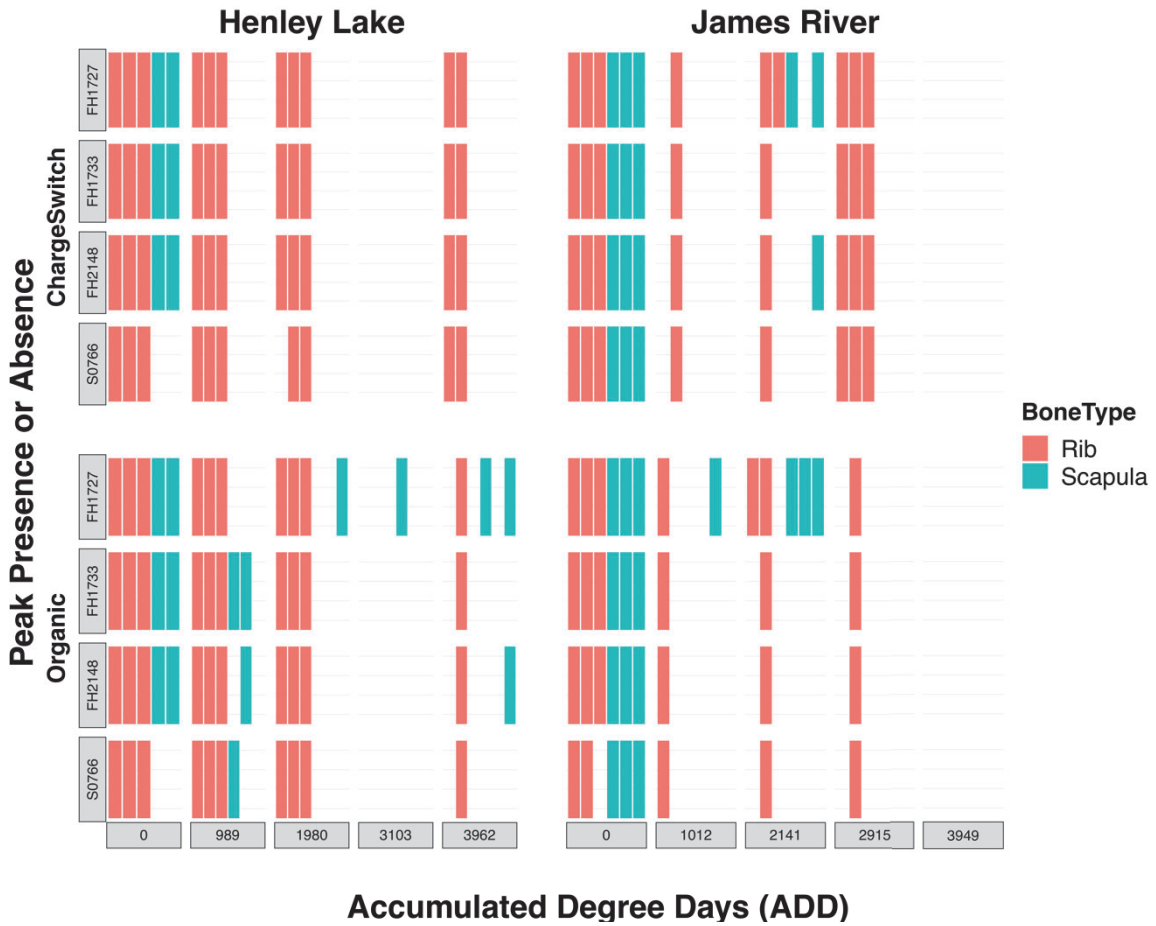 Henley Lake
James River
Peak Presence or Absence
ChargeSwitch
FH1727
FH1733
FH2148
S0766
Organic
FH1727
FH1733
FH2148
S0766
0 989 1980 3103 3962
0 1012 2141 2915 3949
Accumulated Degree Days (ADD)
BoneType
Rib
Scapula